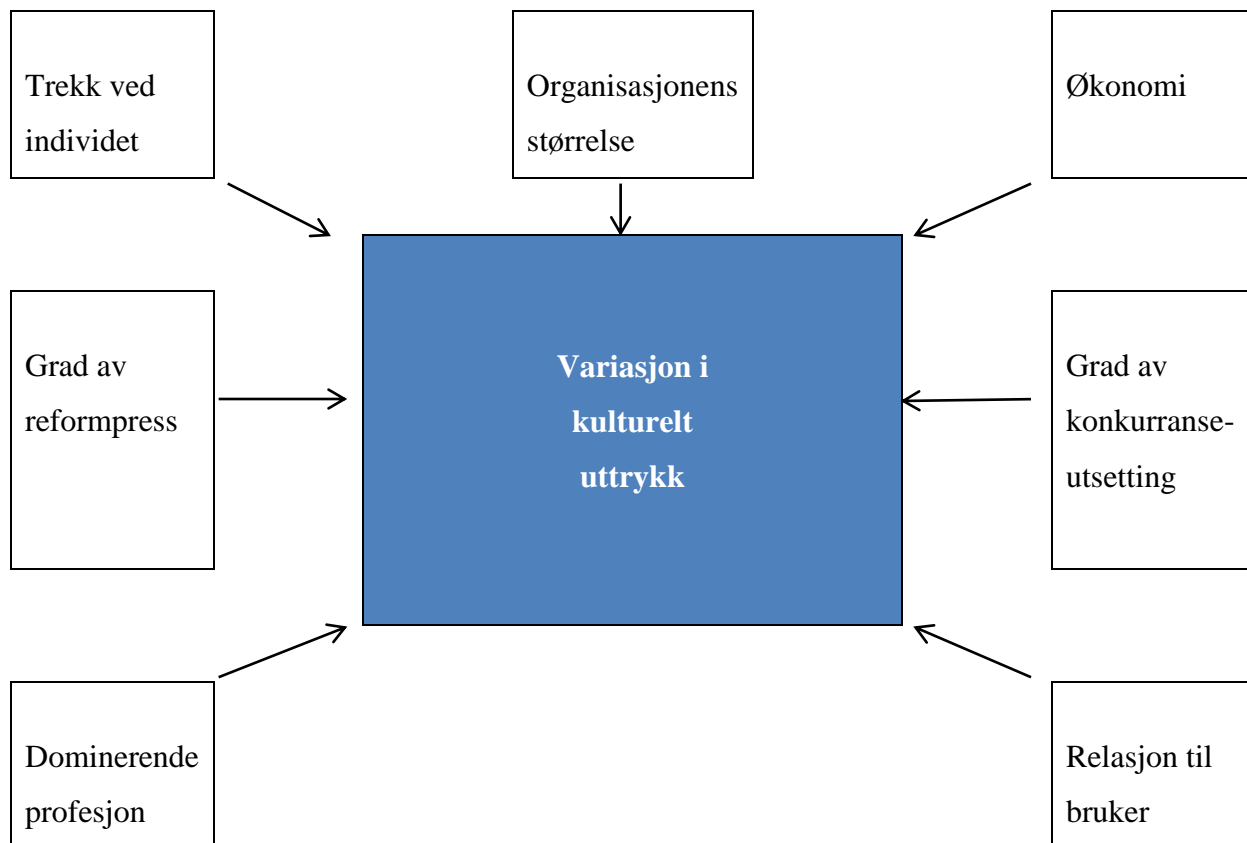 Trekk ved
individet
Organisasjonens
størrelse
Økonomi
Grad av
reformpress
Variasjon i
kulturelt
uttrykk
Grad av
konkurranse-
utsetting
Dominerende
profesjon
Relasjon til
bruker